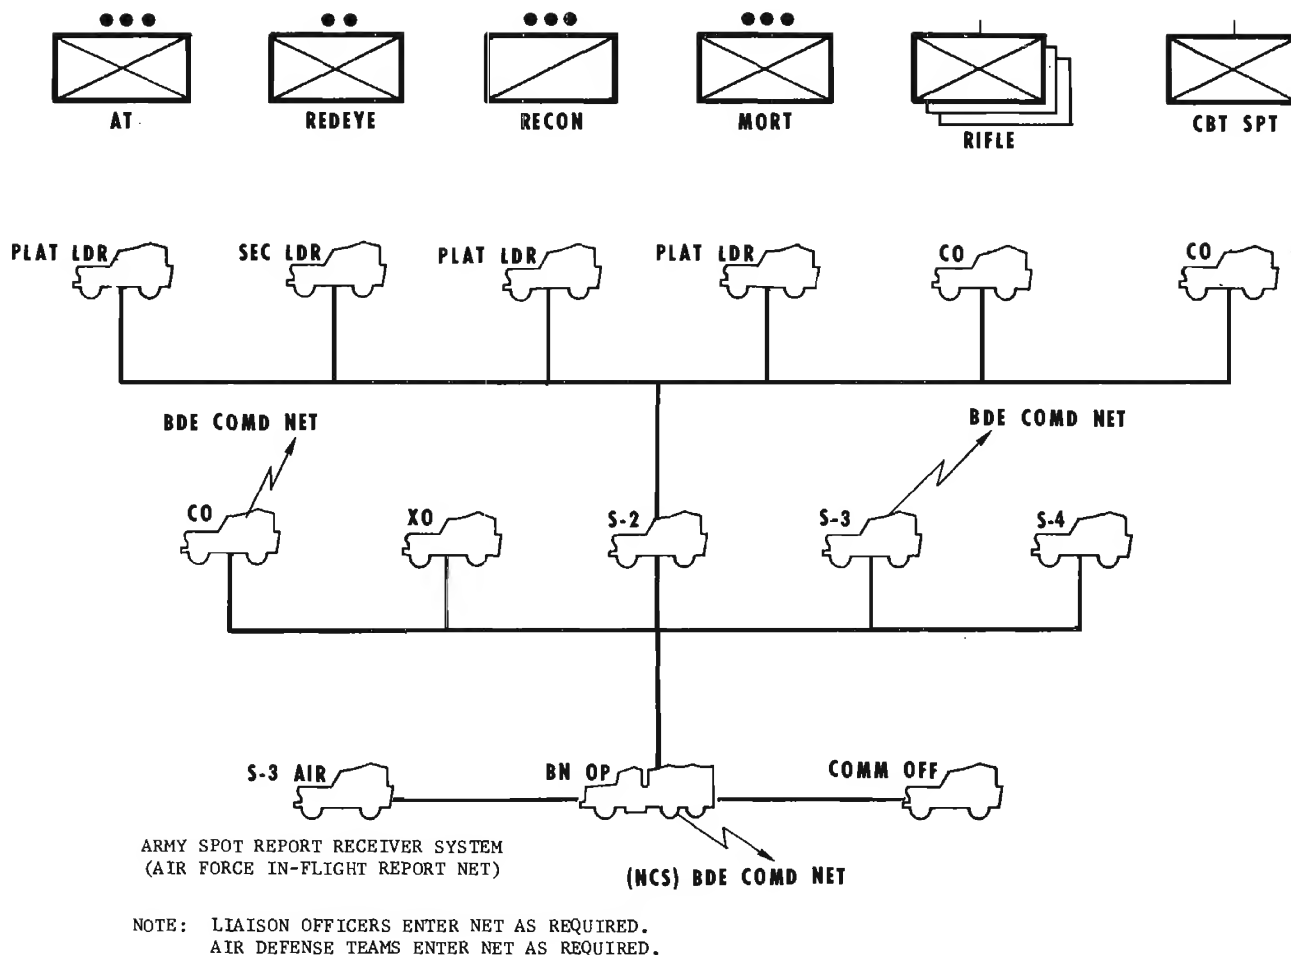 AT
REDEYE
RECON
MORT
RIFLE
CBT SPT
PLAT LDR
SEC LDR
PLAT LDR
PLAT LDR
CO
CO
BDE COMD NET
BDE COMD NET
CO
XO
S-2
S-3
S-4
S-3 AIR
BN OP
COMM OFF
ARMY SPOT REPORT RECEIVER SYSTEM
(AIR FORCE IN-FLIGHT REPORT NET)
(NCS) BDE COMD NET
NOTE: LIAISON OFFICERS ENTER NET AS REQUIRED.
AIR DEFENSE TEAMS ENTER NET AS REQUIRED.